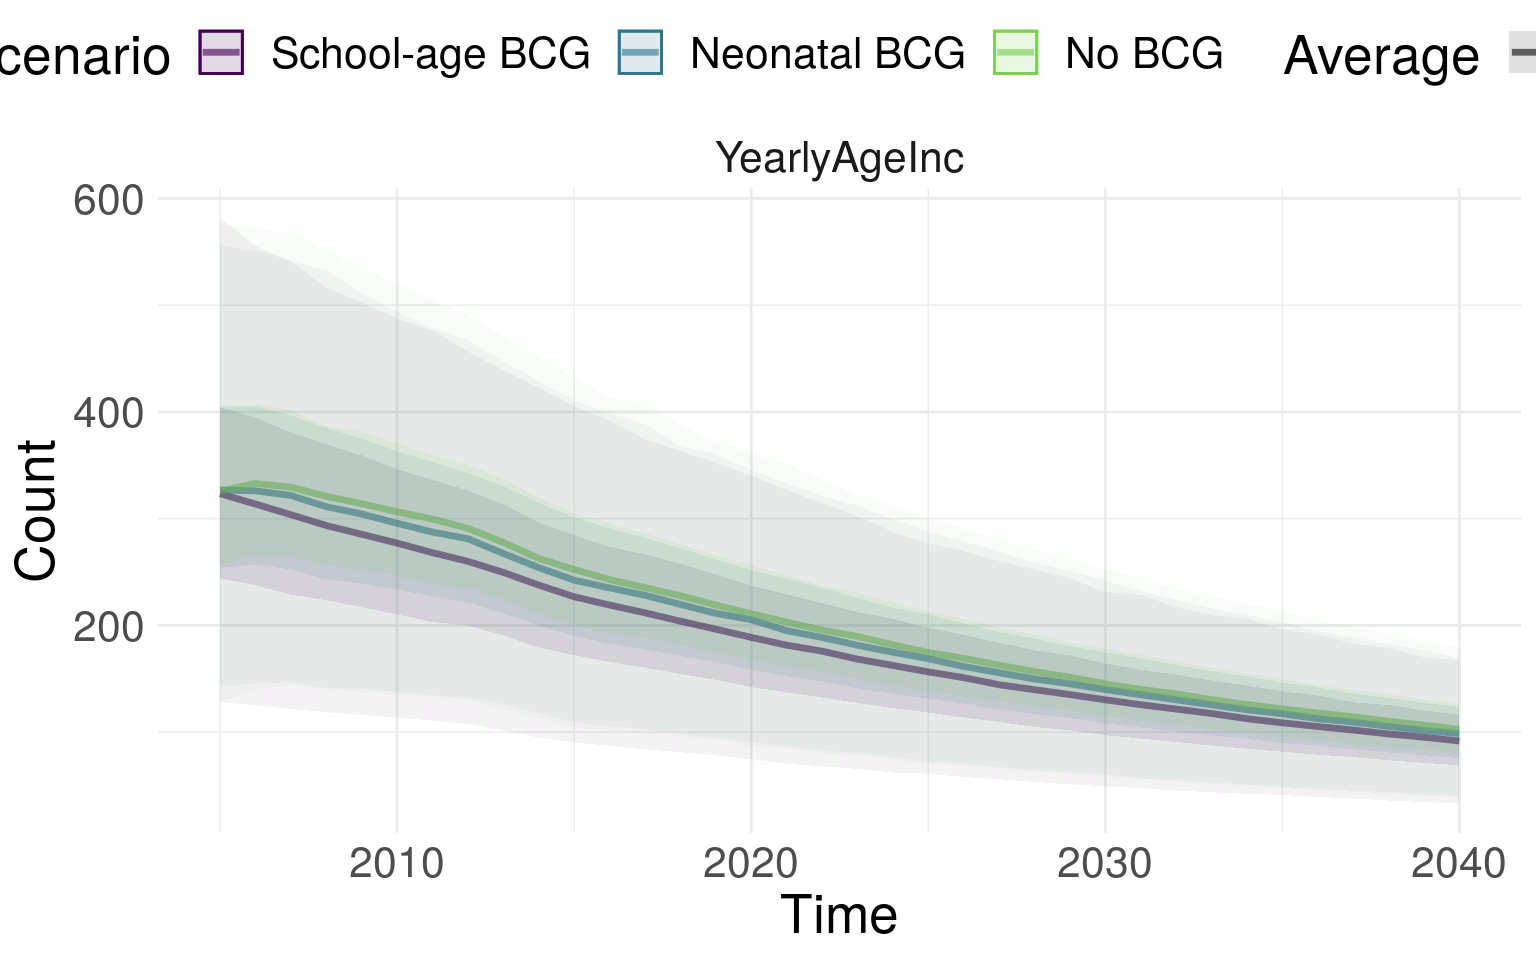 cenario School-age BCG Neonatal BCG No BCG Average
YearlyAgeInc
600
400
200
Count
2010 2020 2030 2040
Time